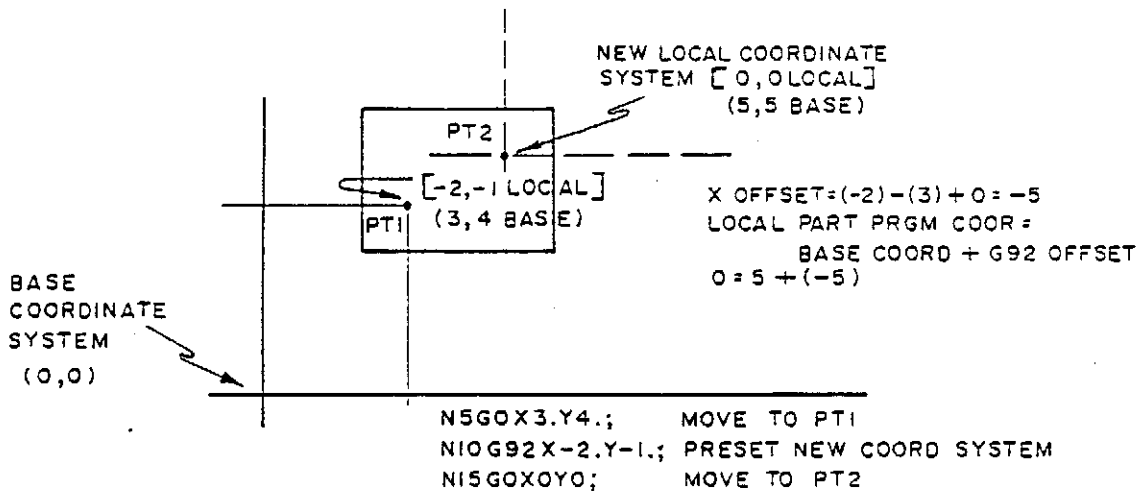 NEW LOCAL COORDINATE
SYSTEM [0,0 LOCAL]
(5,5 BASE)
PT2
[-2,-1 LOCAL]
(3,4 BASE)
PT1
X OFFSET=(-2)-(3)+0=-5
LOCAL PART PRGM COOR=
BASE COORD + G92 OFFSET
0=5+(-5)
BASE
COORDINATE
SYSTEM
(0,0)
N5G0X3.Y4.; MOVE TO PT1
N10G92X-2.Y-1.; PRESET NEW COORD SYSTEM
N15G0X0Y0; MOVE TO PT2